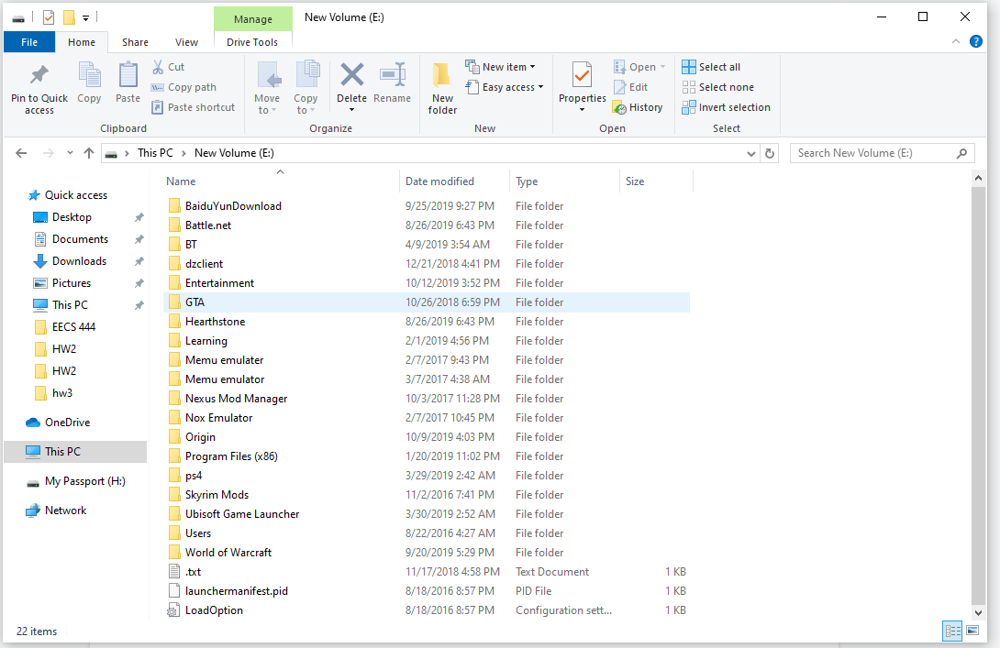 Manage New Volume (E:)
File Home Share View Drive Tools
Pin to Quick access
Copy
Paste
Cut
Copy path
Paste shortcut
Clipboard
Move to
Copy to
Delete
Rename
Organize
New folder
New item
Easy access
New
Properties
Open
Edit
History
Open
Select all
Select none
Invert selection
Select
This PC New Volume (E:) Search New Volume (E:)
Quick access
Desktop
Documents
Downloads
Pictures
This PC
EECS 444
HW2
HW2
hw3
OneDrive
This PC
My Passport (H:)
Network
Name Date modified Type Size
BaiduYunDownload 9/25/2019 9:27 PM File folder
Battle.net 8/26/2019 6:43 PM File folder
BT 4/9/2019 3:54 AM File folder
dzclient 12/21/2018 4:41 PM File folder
Entertainment 10/12/2019 3:52 PM File folder
GTA 10/26/2018 6:59 PM File folder
Hearthstone 8/26/2019 6:43 PM File folder
Learning 2/1/2019 4:56 PM File folder
Memu emulater 2/7/2017 9:43 PM File folder
Memu emulator 3/7/2017 4:38 AM File folder
Nexus Mod Manager 10/3/2017 11:28 PM File folder
Nox Emulator 2/7/2017 10:45 PM File folder
Origin 10/9/2019 4:03 PM File folder
Program Files (x86) 1/20/2019 11:02 PM File folder
ps4 3/29/2019 2:42 AM File folder
Skyrim Mods 11/2/2016 7:41 PM File folder
Ubisoft Game Launcher 3/30/2019 2:52 AM File folder
Users 8/22/2016 4:27 AM File folder
World of Warcraft 9/20/2019 5:29 PM File folder
.txt 11/17/2018 4:58 PM Text Document 1 KB
launchermanifest.pid 8/18/2016 8:57 PM PID File 1 KB
LoadOption 8/18/2016 8:57 PM Configuration sett... 1 KB
22 items